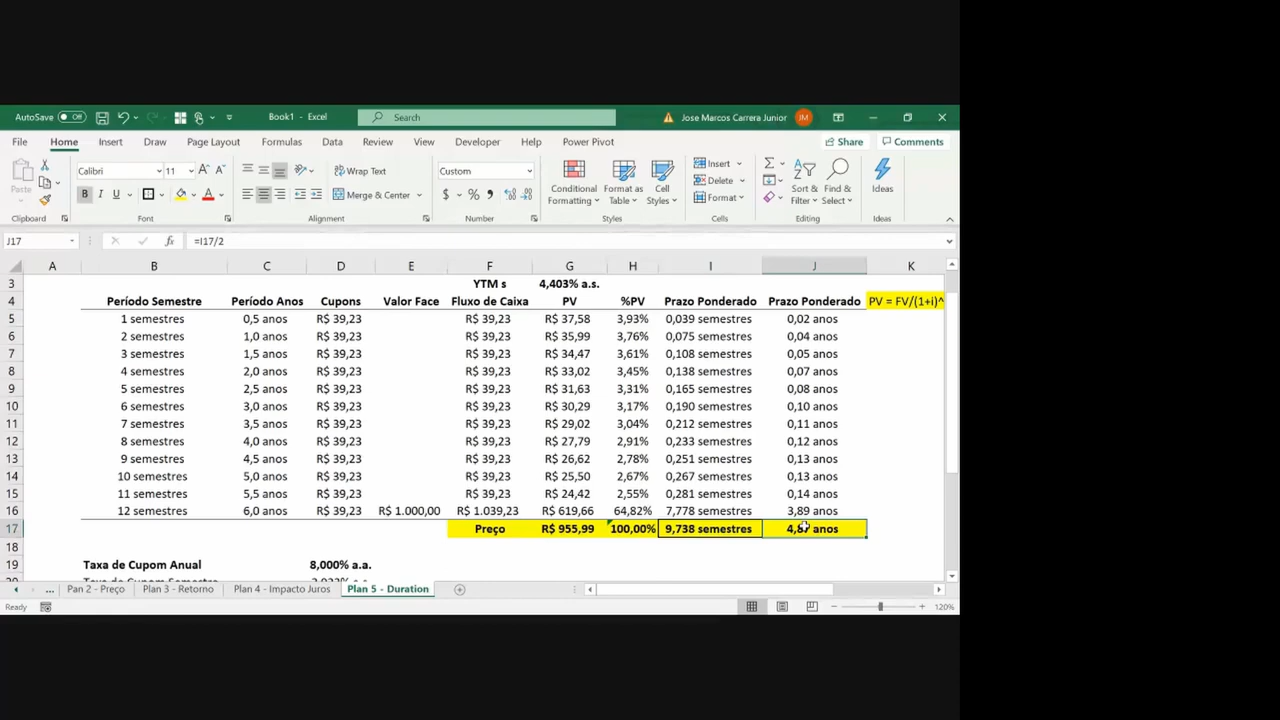 AutoSave Off Book1 - Excel Search Jose Marcos Carrera Junior JM
File Home Insert Draw Page Layout Formulas Data Review View Developer Help Power Pivot Share Comments
Paste Calibri 11 Wrap Text Custom Conditional Formatting Format as Table Cell Styles Insert Sort & Filter Find & Select Ideas
B I U Merge & Center $ % Delete
Format
Clipboard Font Alignment Number Styles Cells Editing Ideas
J17 fx =I17/2
A B C D E F G H I J K
3 YTM s 4,403% a.s.
4 Período Semestre Período Anos Cupons Valor Face Fluxo de Caixa PV %PV Prazo Ponderado Prazo Ponderado PV = FV/(1+i)^
5 1 semestres 0,5 anos R$ 39,23 R$ 39,23 R$ 37,58 3,93% 0,039 semestres 0,02 anos
6 2 semestres 1,0 anos R$ 39,23 R$ 39,23 R$ 35,99 3,76% 0,075 semestres 0,04 anos
7 3 semestres 1,5 anos R$ 39,23 R$ 39,23 R$ 34,47 3,61% 0,108 semestres 0,05 anos
8 4 semestres 2,0 anos R$ 39,23 R$ 39,23 R$ 33,02 3,45% 0,138 semestres 0,07 anos
9 5 semestres 2,5 anos R$ 39,23 R$ 39,23 R$ 31,63 3,31% 0,165 semestres 0,08 anos
10 6 semestres 3,0 anos R$ 39,23 R$ 39,23 R$ 30,29 3,17% 0,190 semestres 0,10 anos
11 7 semestres 3,5 anos R$ 39,23 R$ 39,23 R$ 29,02 3,04% 0,212 semestres 0,11 anos
12 8 semestres 4,0 anos R$ 39,23 R$ 39,23 R$ 27,79 2,91% 0,233 semestres 0,12 anos
13 9 semestres 4,5 anos R$ 39,23 R$ 39,23 R$ 26,62 2,78% 0,251 semestres 0,13 anos
14 10 semestres 5,0 anos R$ 39,23 R$ 39,23 R$ 25,50 2,67% 0,267 semestres 0,13 anos
15 11 semestres 5,5 anos R$ 39,23 R$ 39,23 R$ 24,42 2,55% 0,281 semestres 0,14 anos
16 12 semestres 6,0 anos R$ 39,23 R$ 1.000,00 R$ 1.039,23 R$ 619,66 64,82% 7,778 semestres 3,89 anos
17 Preço R$ 955,99 100,00% 9,738 semestres 4,87 anos
18
19 Taxa de Cupom Anual 8,000% a.a.
... Pan 2 - Preço Plan 3 - Retorno Plan 4 - Impacto Juros Plan 5 - Duration
Ready 120%